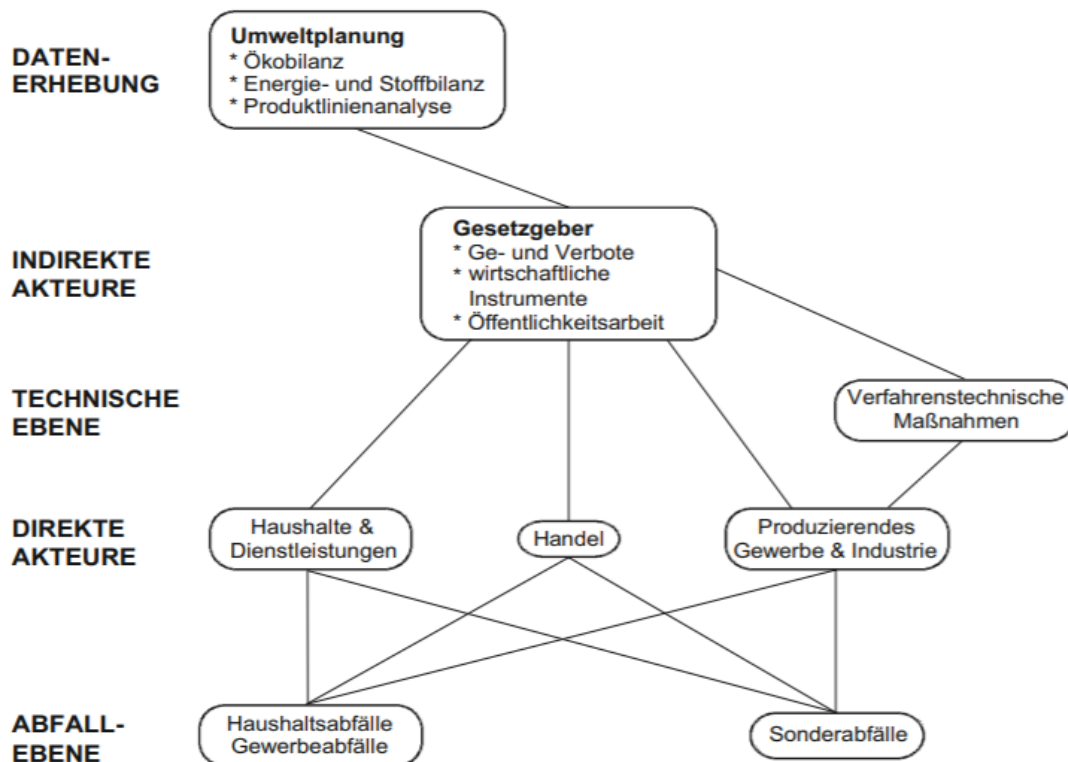 DATEN-
ERHEBUNG
Umweltplanung
* Ökobilanz
* Energie- und Stoffbilanz
* Produktlinienanalyse
INDIREKTE
AKTEURE
Gesetzgeber
* Ge- und Verbote
* wirtschaftliche
Instrumente
* Öffentlichkeitsarbeit
TECHNISCHE
EBENE
Verfahrenstechnische
Maßnahmen
DIREKTE
AKTEURE
Haushalte &
Dienstleistungen
Handel
Produzierendes
Gewerbe & Industrie
ABFALL-
EBENE
Haushaltsabfälle
Gewerbeabfälle
Sonderabfälle